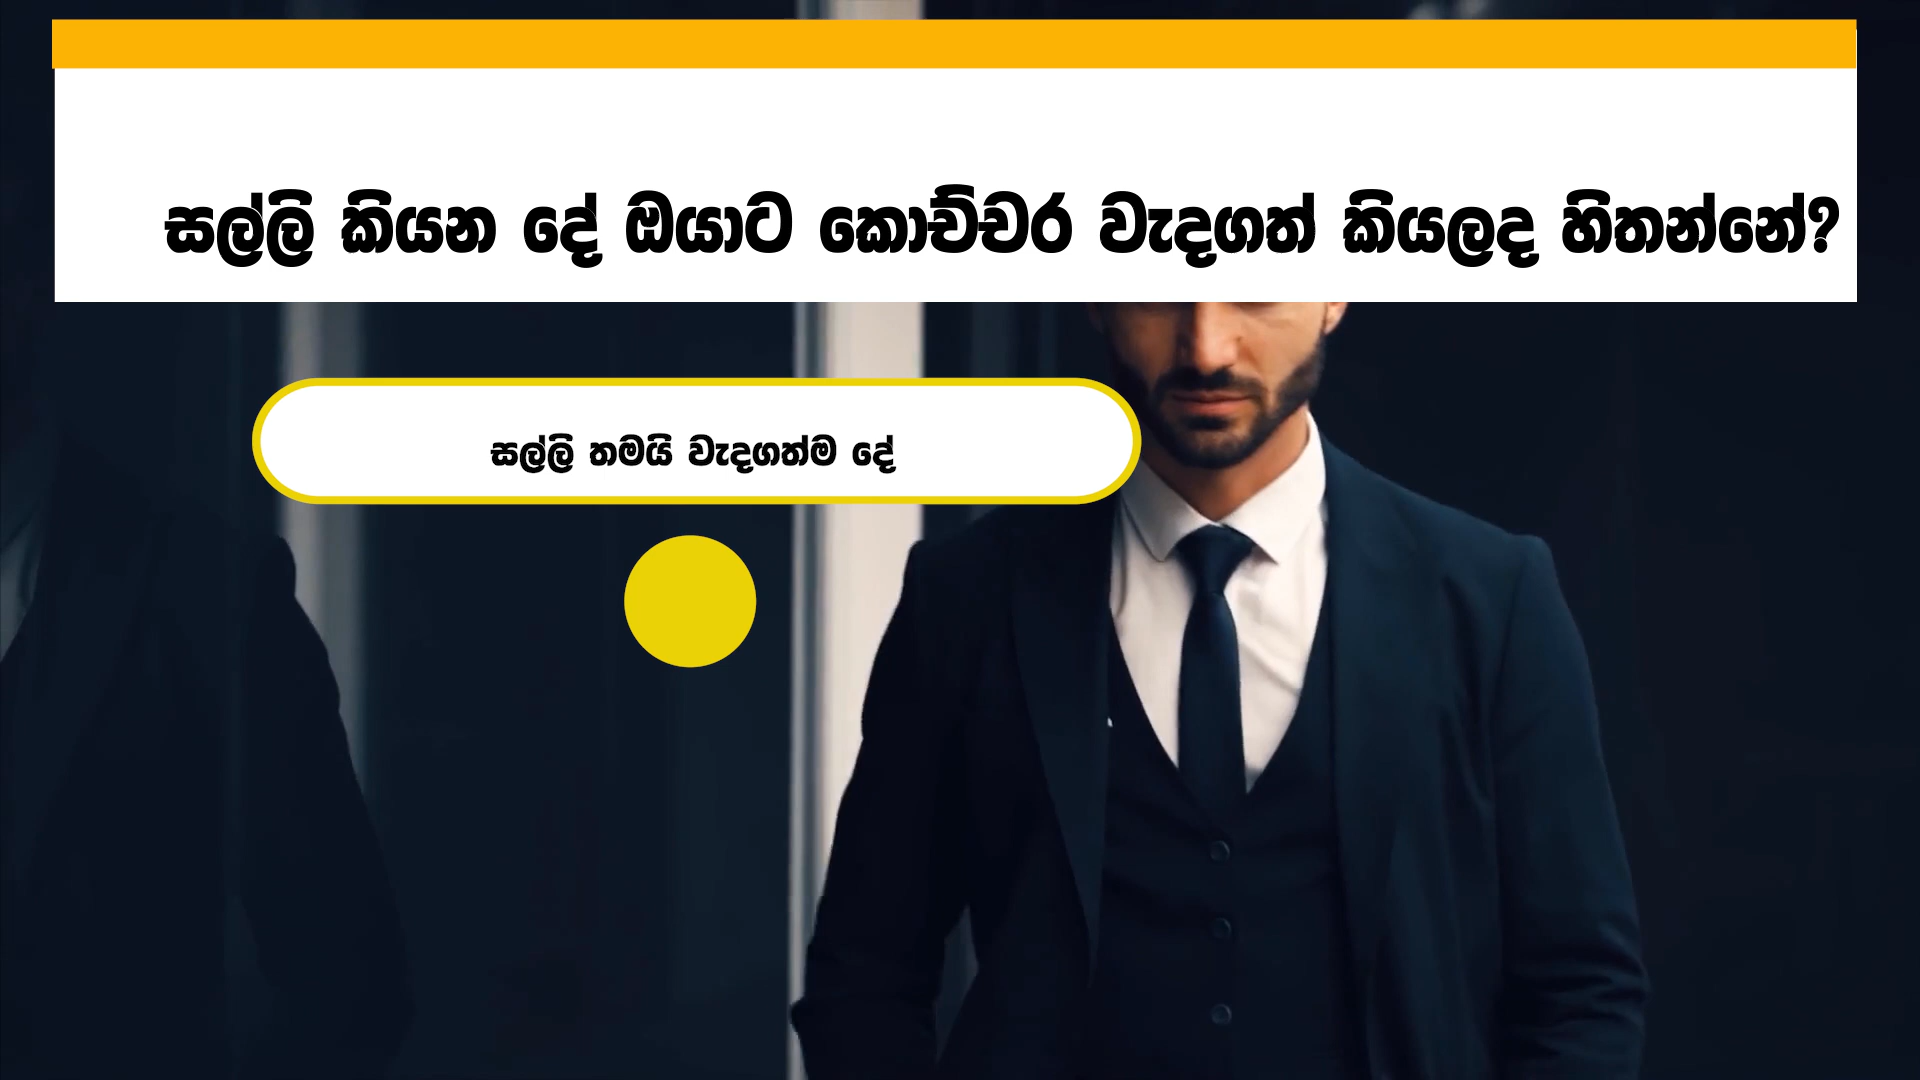 සල්ලි කියන දේ ඔයාට කොච්චර වැදගත් කියලද හිතන්නේ?
සල්ලි තමයි වැදගත්ම දේ